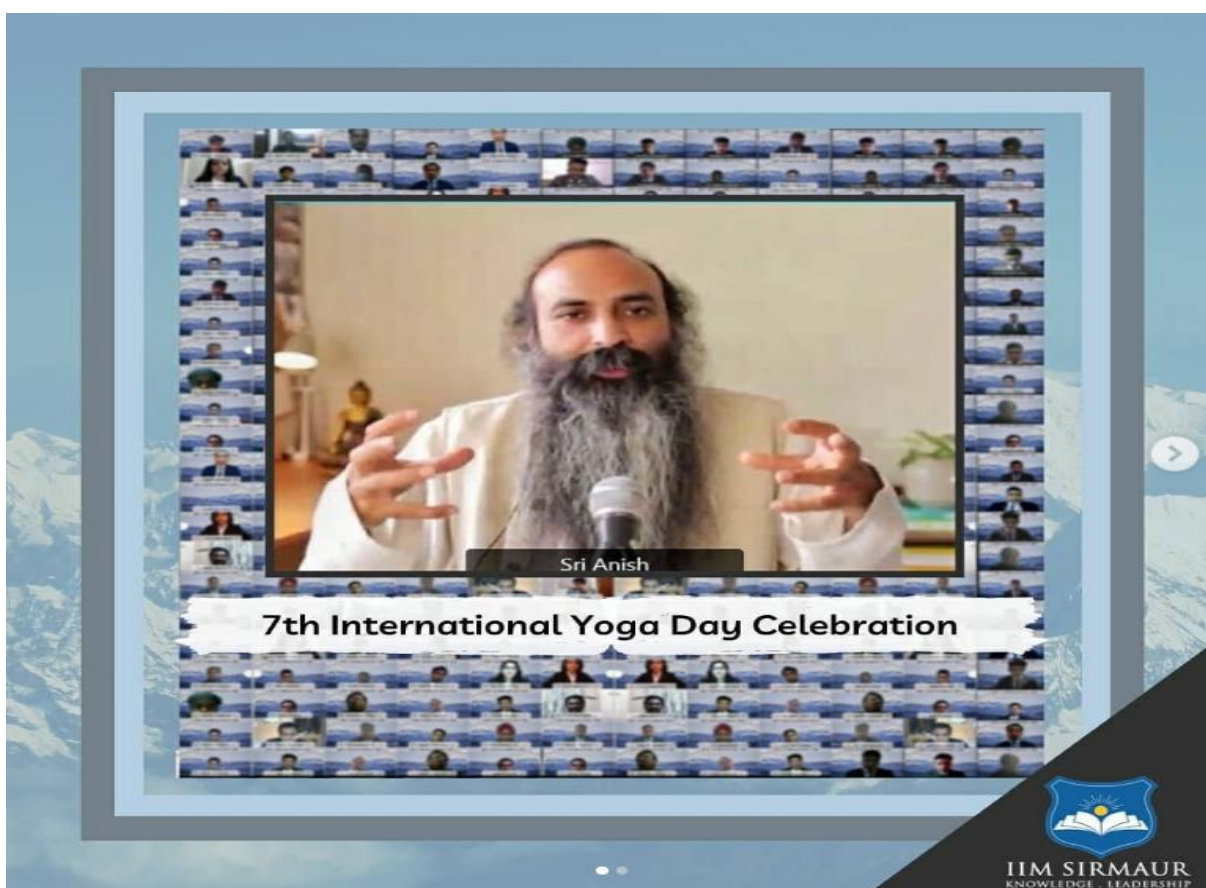 Sri Anish
7th International Yoga Day Celebration
IIM SIRMAUR
KNOWLEDGE LEADERSHIP